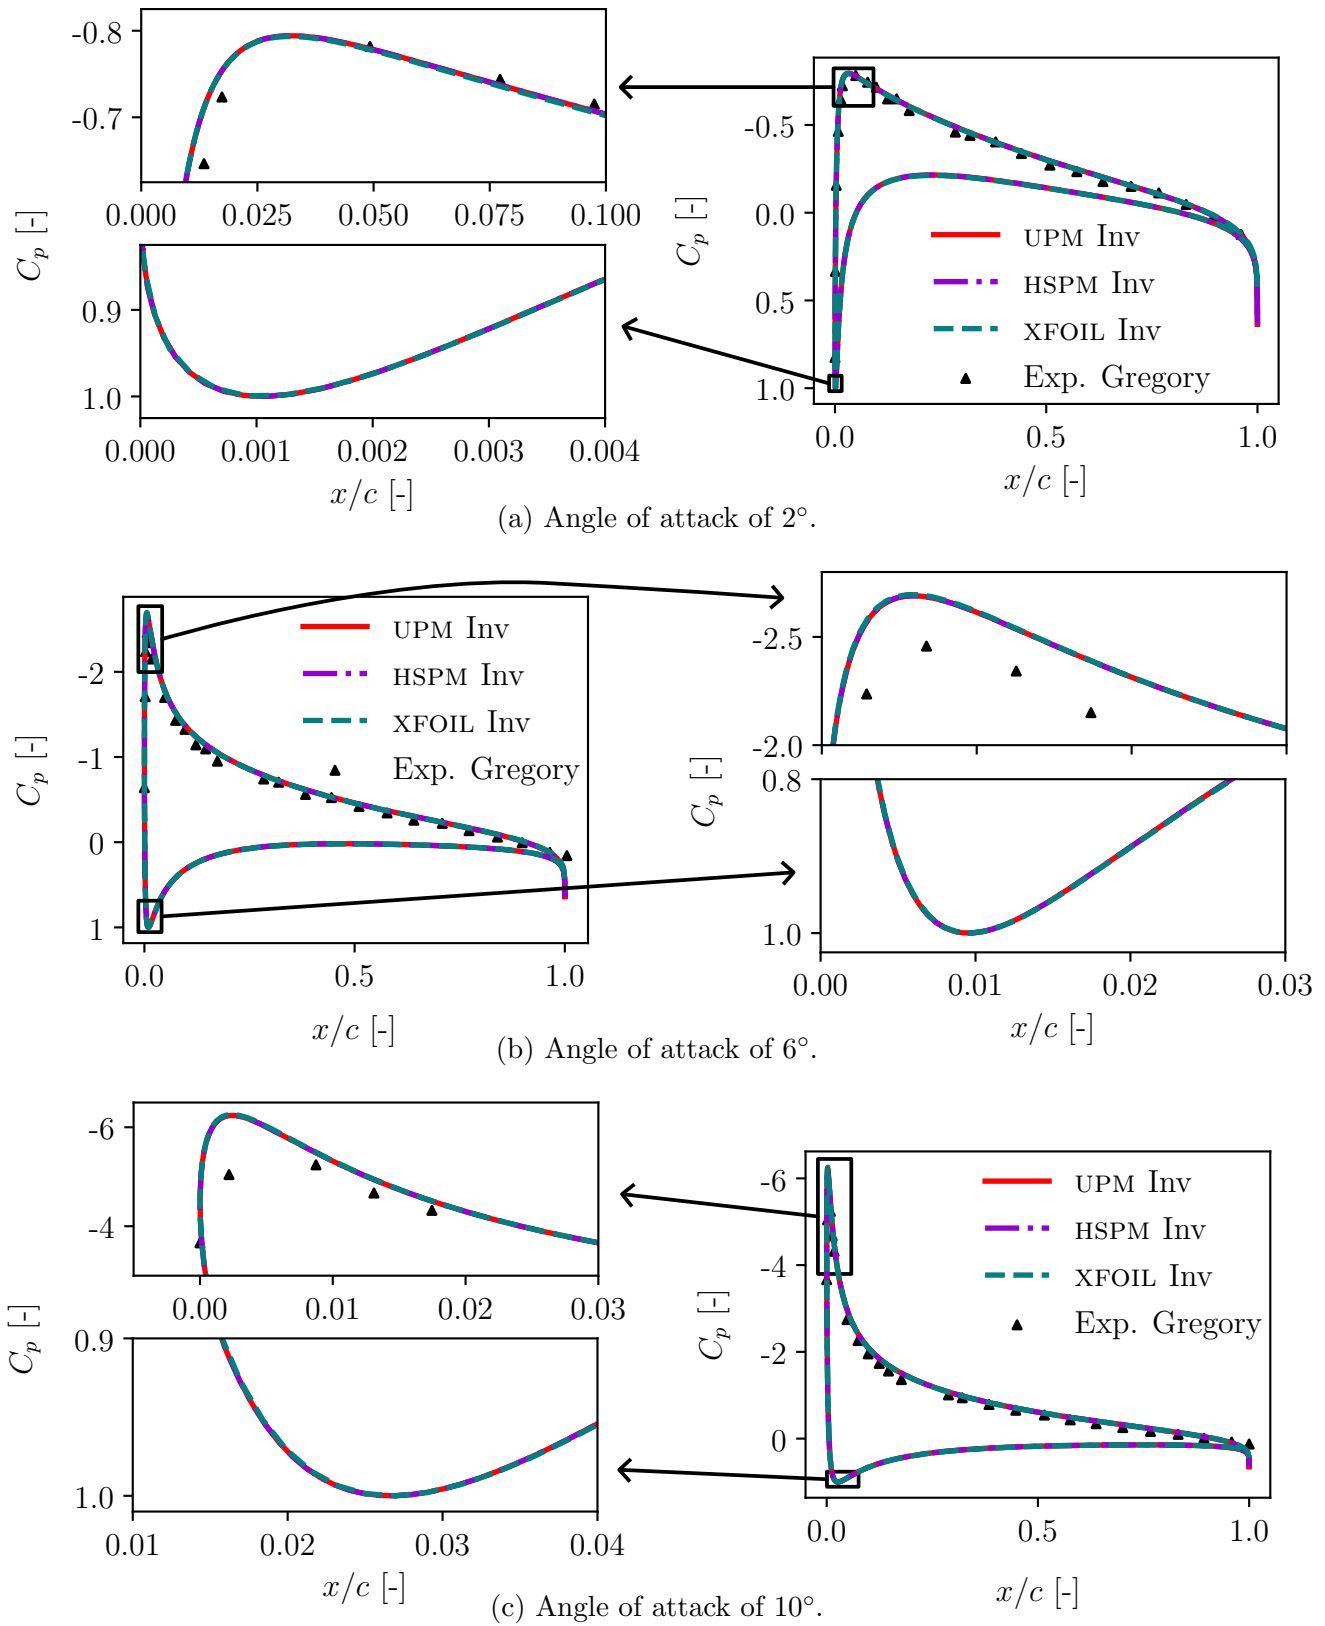 -0.8
-0.7
0.000 0.025 0.050 0.075 0.100
C_p [-]
0.9
1.0
0.000 0.001 0.002 0.003 0.004
x/c [-]
-0.5
0.0
0.5
1.0
C_p [-]
UPM Inv
HSPM Inv
XFOIL Inv
Exp. Gregory
0.0 0.5 1.0
x/c [-]
(a) Angle of attack of 2°.
-2
-1
0
1
C_p [-]
UPM Inv
HSPM Inv
XFOIL Inv
Exp. Gregory
0.0 0.5 1.0
x/c [-]
-2.5
-2.0
C_p [-]
0.8
1.0
0.00 0.01 0.02 0.03
x/c [-]
(b) Angle of attack of 6°.
-6
-4
0.00 0.01 0.02 0.03
C_p [-]
0.9
1.0
0.01 0.02 0.03 0.04
x/c [-]
-6
-4
-2
0
C_p [-]
UPM Inv
HSPM Inv
XFOIL Inv
Exp. Gregory
0.0 0.5 1.0
x/c [-]
(c) Angle of attack of 10°.